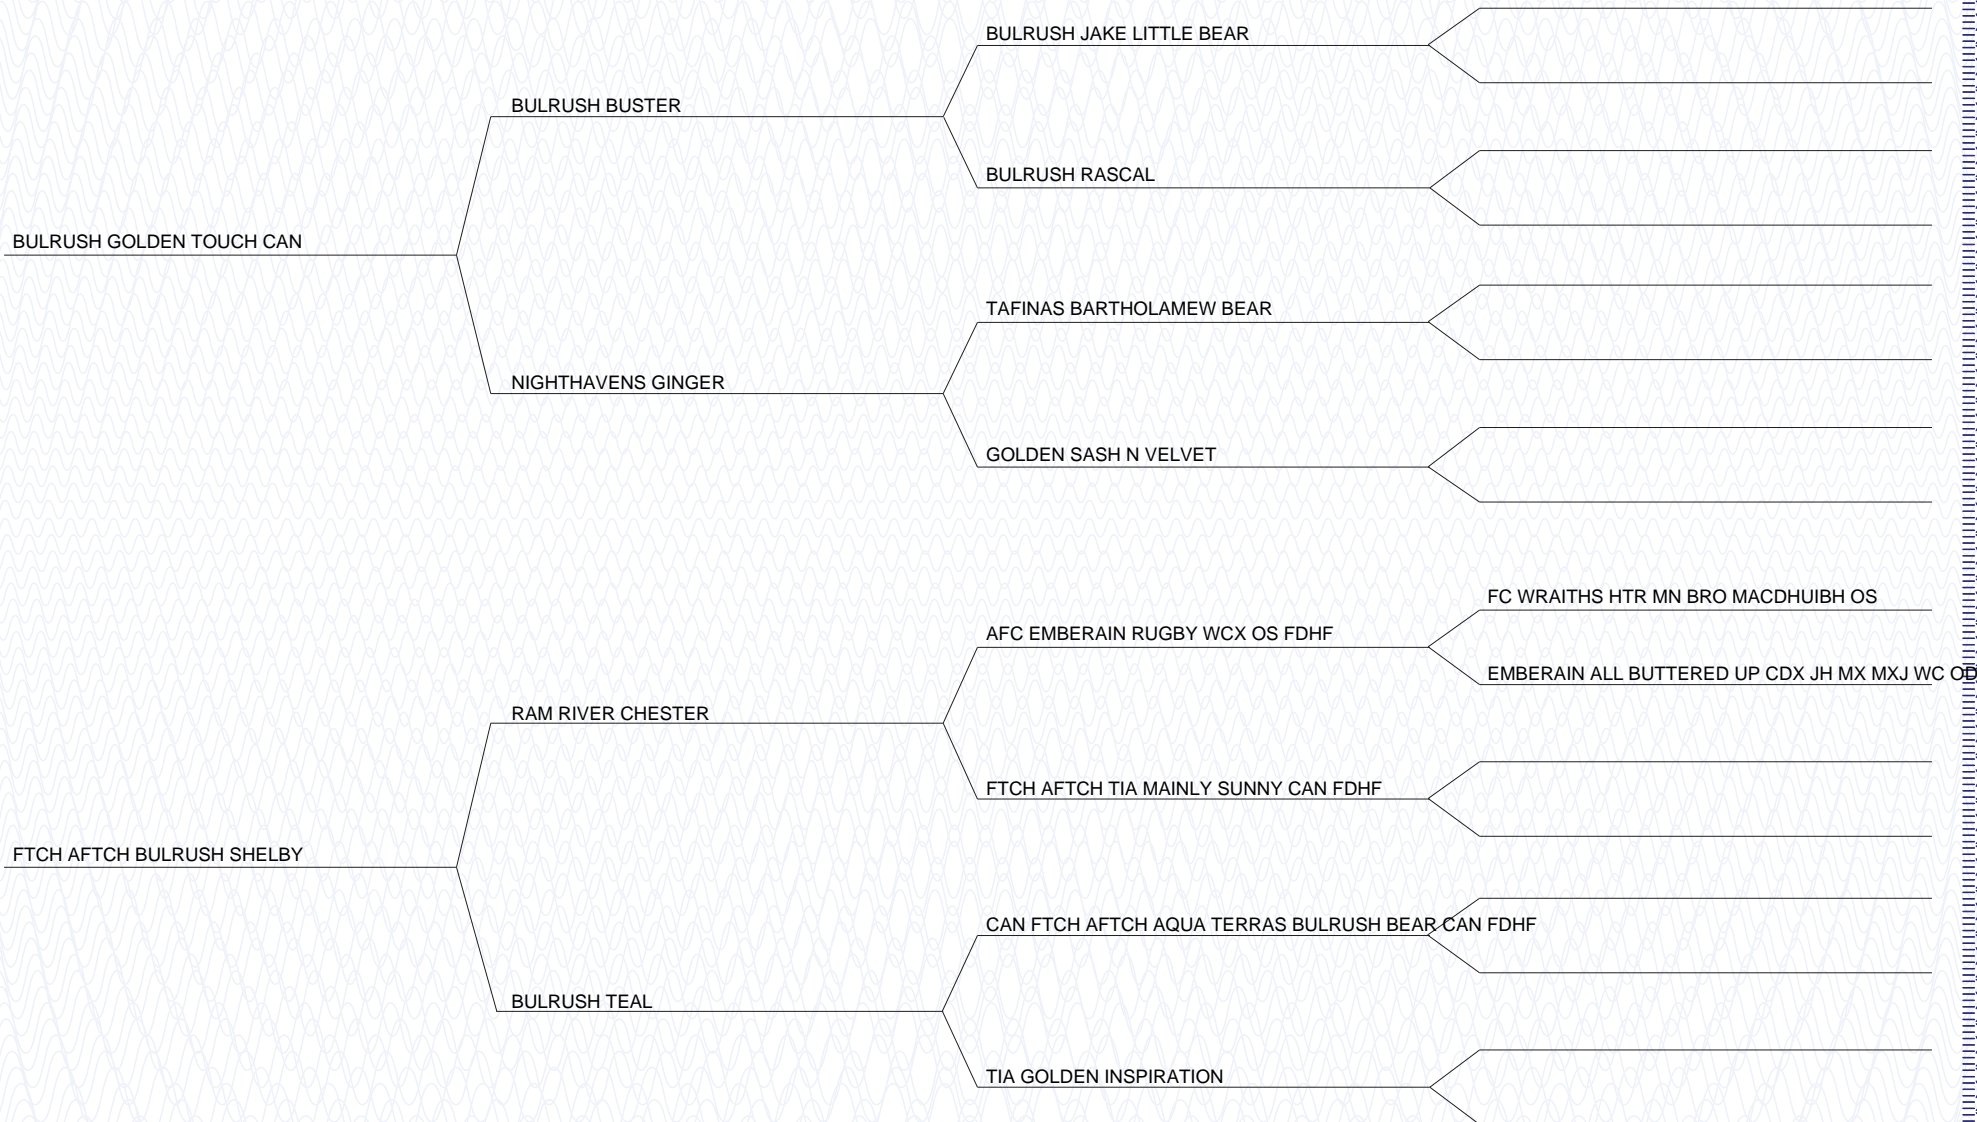 BULRUSH JAKE LITTLE BEAR
BULRUSH BUSTER
BULRUSH RASCAL
BULRUSH GOLDEN TOUCH CAN
TAFINAS BARTHOLAMEW BEAR
NIGHTHAVENS GINGER
GOLDEN SASH N VELVET
FC WRAITHS HTR MN BRO MACDHUIBH OS
AFC EMBERAIN RUGBY WCX OS FDHF
EMBERAIN ALL BUTTERED UP CDX JH MX MXJ WC OD
RAM RIVER CHESTER
FTCH AFTCH TIA MAINLY SUNNY CAN FDHF
FTCH AFTCH BULRUSH SHELBY
CAN FTCH AFTCH AQUA TERRAS BULRUSH BEAR CAN FDHF
BULRUSH TEAL
TIA GOLDEN INSPIRATION